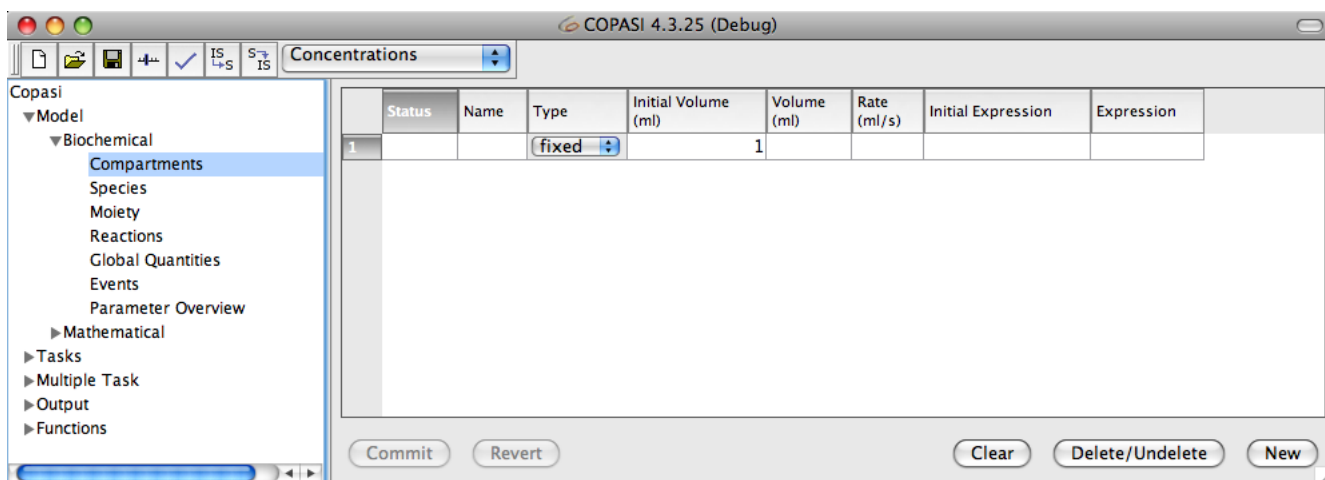 COPASI 4.3.25 (Debug)
IS S S IS Concentrations
Copasi
Model
Biochemical
Compartments
Species
Moiety
Reactions
Global Quantities
Events
Parameter Overview
Mathematical
Tasks
Multiple Task
Output
Functions
Status Name Type Initial Volume (ml) Volume (ml) Rate (ml/s) Initial Expression Expression
1 fixed 1
Commit Revert Clear Delete/Undelete New